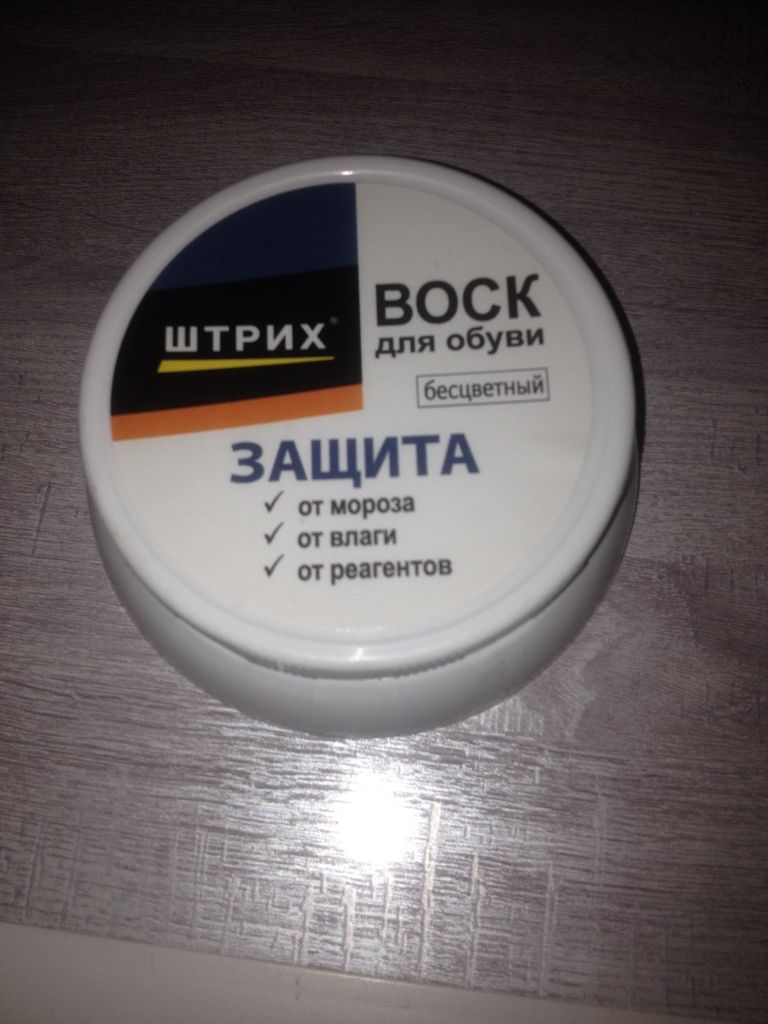 ШТРИХ®
ВОСК
для обуви
бесцветный
ЗАЩИТА
✓ от мороза
✓ от влаги
✓ от реагентов